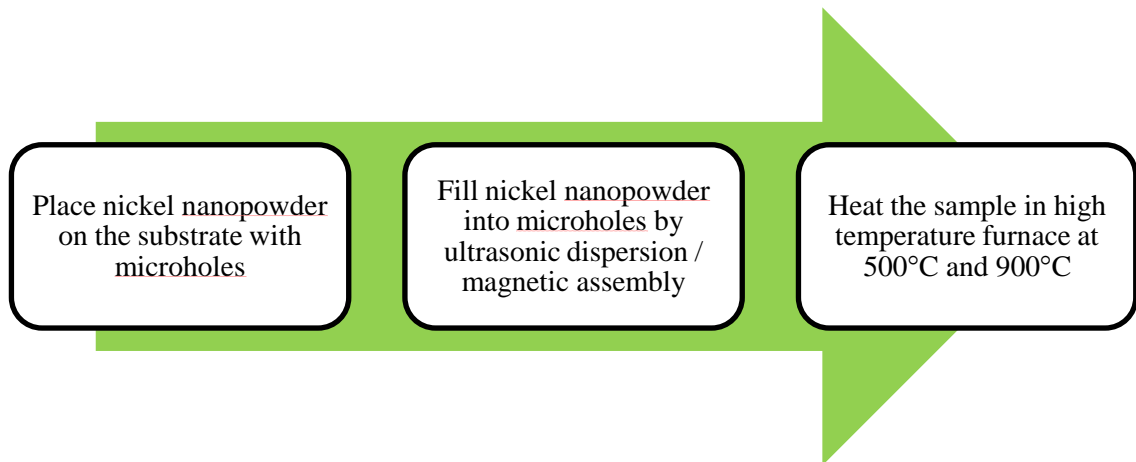 Place nickel nanopowder
on the substrate with
microholes
Fill nickel nanopowder
into microholes by
ultrasonic dispersion /
magnetic assembly
Heat the sample in high
temperature furnace at
500°C and 900°C